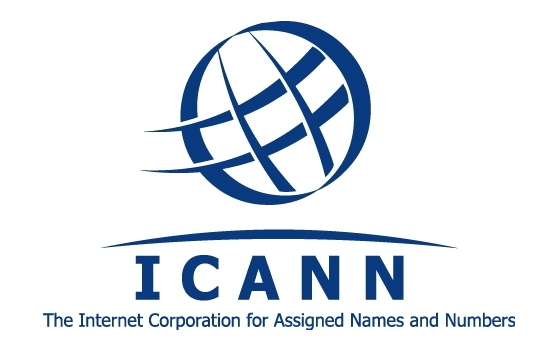 ICANN
The Internet Corporation for Assigned Names and Numbers